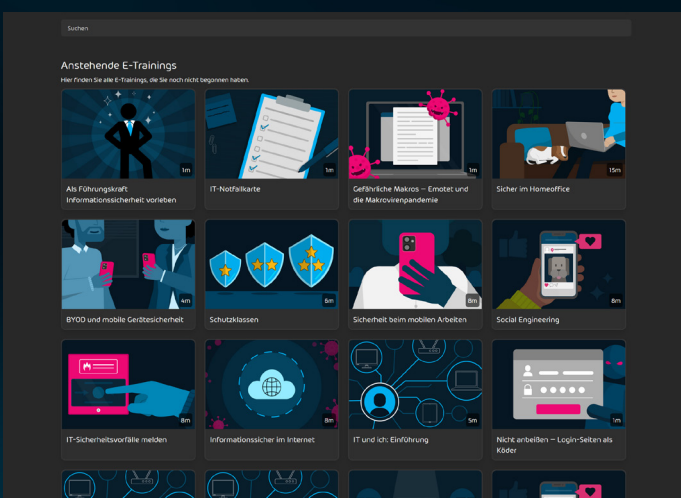 Suchen
Anstehende E-Trainings
Hier finden Sie alle E-Trainings, die Sie noch nicht begonnen haben.
1m
1m
1m
15m
Als Führungskraft
Informationssicherheit vorleben
IT-Notfallkarte
Gefährliche Makros – Emotet und
die Makrovirenpandemie
Sicher im Homeoffice
4m
6m
8m
8m
BYOD und mobile Gerätesicherheit
Schutzklassen
Sicherheit beim mobilen Arbeiten
Social Engineering
8m
8m
5m
1m
IT-Sicherheitsvorfälle melden
Informationssicher im Internet
IT und ich: Einführung
Nicht anbeißen – Login-Seiten als
Köder